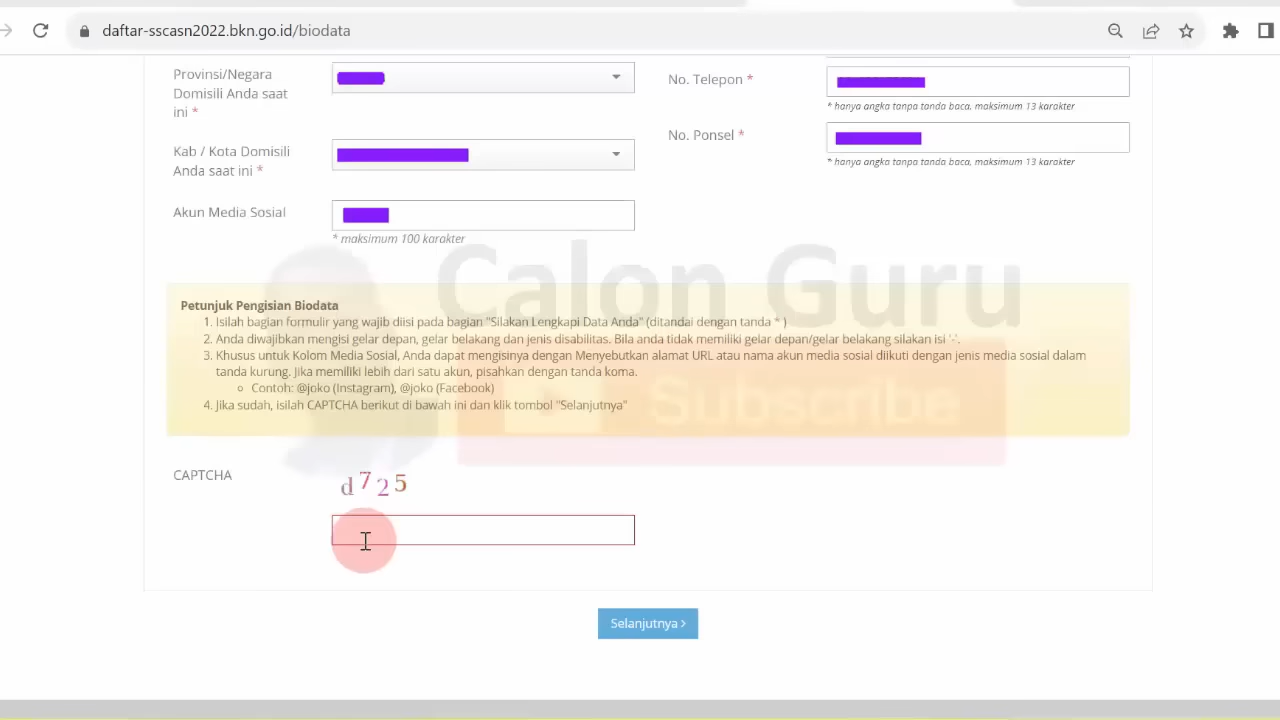 daftar-sscasn2022.bkn.go.id/biodata
Provinsi/Negara
Domisili Anda saat
ini *
Kab / Kota Domisili
Anda saat ini *
Akun Media Sosial
* maksimum 100 karakter
No. Telepon *
* hanya angka tanpa tanda baca, maksimum 13 karakter
No. Ponsel *
* hanya angka tanpa tanda baca, maksimum 13 karakter
Calon Guru
Subscribe
Petunjuk Pengisian Biodata
1. Isilah bagian formulir yang wajib diisi pada bagian "Silakan Lengkapi Data Anda" (ditandai dengan tanda * )
2. Anda diwajibkan mengisi gelar depan, gelar belakang dan jenis disabilitas. Bila anda tidak memiliki gelar depan/gelar belakang silakan isi '-'.
3. Khusus untuk Kolom Media Sosial, Anda dapat mengisinya dengan Menyebutkan alamat URL atau nama akun media sosial diikuti dengan jenis media sosial dalam
tanda kurung. Jika memiliki lebih dari satu akun, pisahkan dengan tanda koma.
Contoh: @joko (Instagram), @joko (Facebook)
4. Jika sudah, isilah CAPTCHA berikut di bawah ini dan klik tombol "Selanjutnya"
CAPTCHA
d725
Selanjutnya >